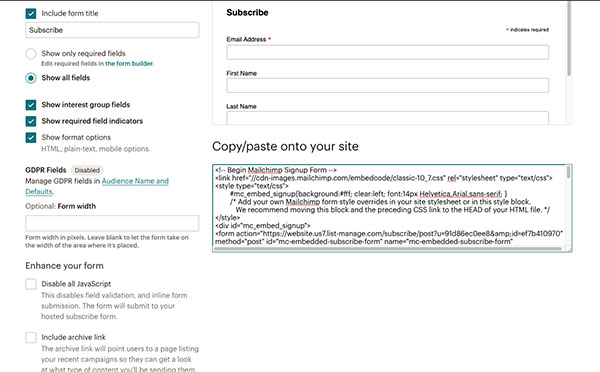 Include form title
Subscribe
Show only required fields
Edit required fields in the form builder.
Show all fields
Show interest group fields
Show required field indicators
Show format options
HTML, plain-text, mobile options.
GDPR Fields Disabled
Manage GDPR fields in Audience Name and
Defaults.
Optional: Form width
Form width in pixels. Leave blank to let the form take on
the width of the area where it's placed.
Enhance your form
Disable all JavaScript
This disables field validation, and inline form
submission. The form will submit to your
hosted subscribe form.
Include archive link
The archive link will point users to a page listing
your recent campaigns so they can get a look
at what type of content you'll be sending them.
Subscribe
* indicates required
Email Address *
First Name
Last Name
Copy/paste onto your site
<!-- Begin Mailchimp Signup Form -->
<link href="//cdn-images.mailchimp.com/embedcode/classic-10_7.css" rel="stylesheet" type="text/css">
<style type="text/css">
#mc_embed_signup{background:#fff; clear:left; font:14px Helvetica,Arial,sans-serif; }
/* Add your own Mailchimp form style overrides in your site stylesheet or in this style block.
We recommend moving this block and the preceding CSS link to the HEAD of your HTML file. */
</style>
<div id="mc_embed_signup">
<form action="https://website.us7.list-manage.com/subscribe/post?u=91d86ec0ee8&amp;id=ef7b410970"
method="post" id="mc-embedded-subscribe-form" name="mc-embedded-subscribe-form"